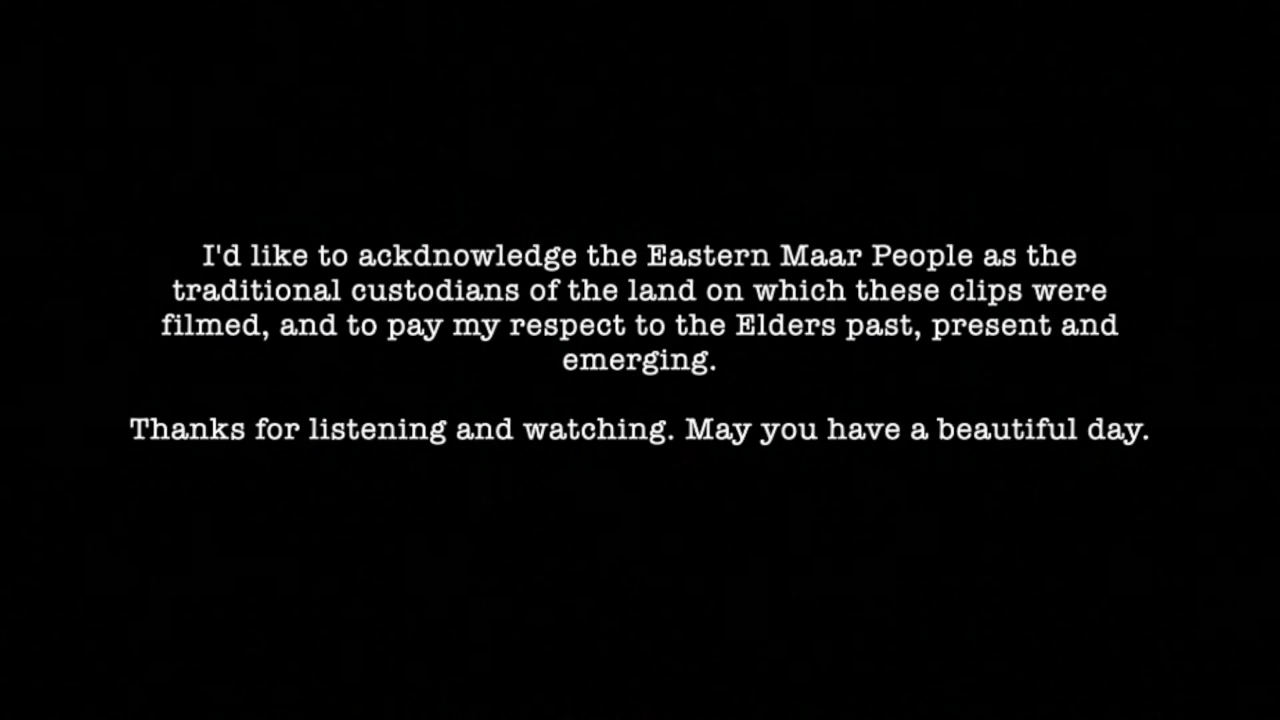 I'd like to ackdnowledge the Eastern Maar People as the
traditional custodians of the land on which these clips were
filmed, and to pay my respect to the Elders past, present and
emerging.
Thanks for listening and watching. May you have a beautiful day.